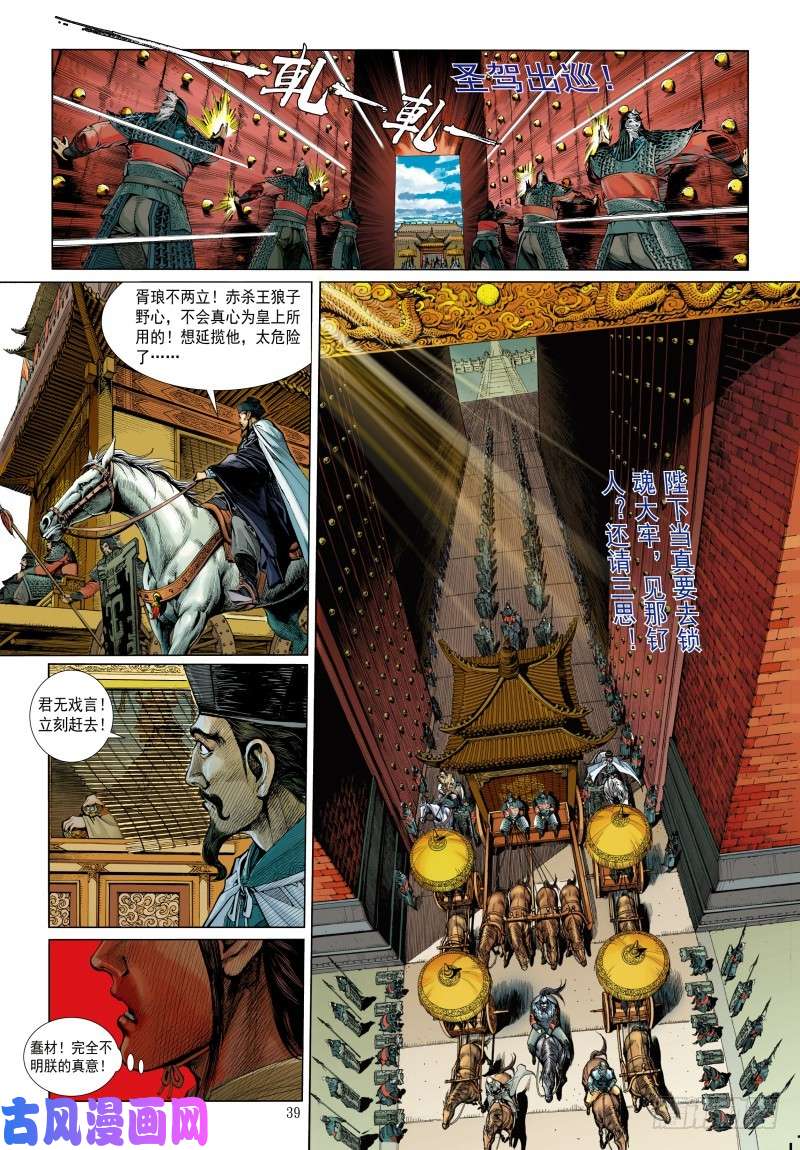 圣驾出巡！
軋
軋
胥琅不两立！赤杀王狼子
野心，不会真心为皇上所
用的！想延揽他，太危险
了……
陛下当真要去锁
魂大牢，见那钌
人？还请三思！
君无戏言！
立刻赶去！
蠢材！完全不
明朕的真意！
39
古风漫画网